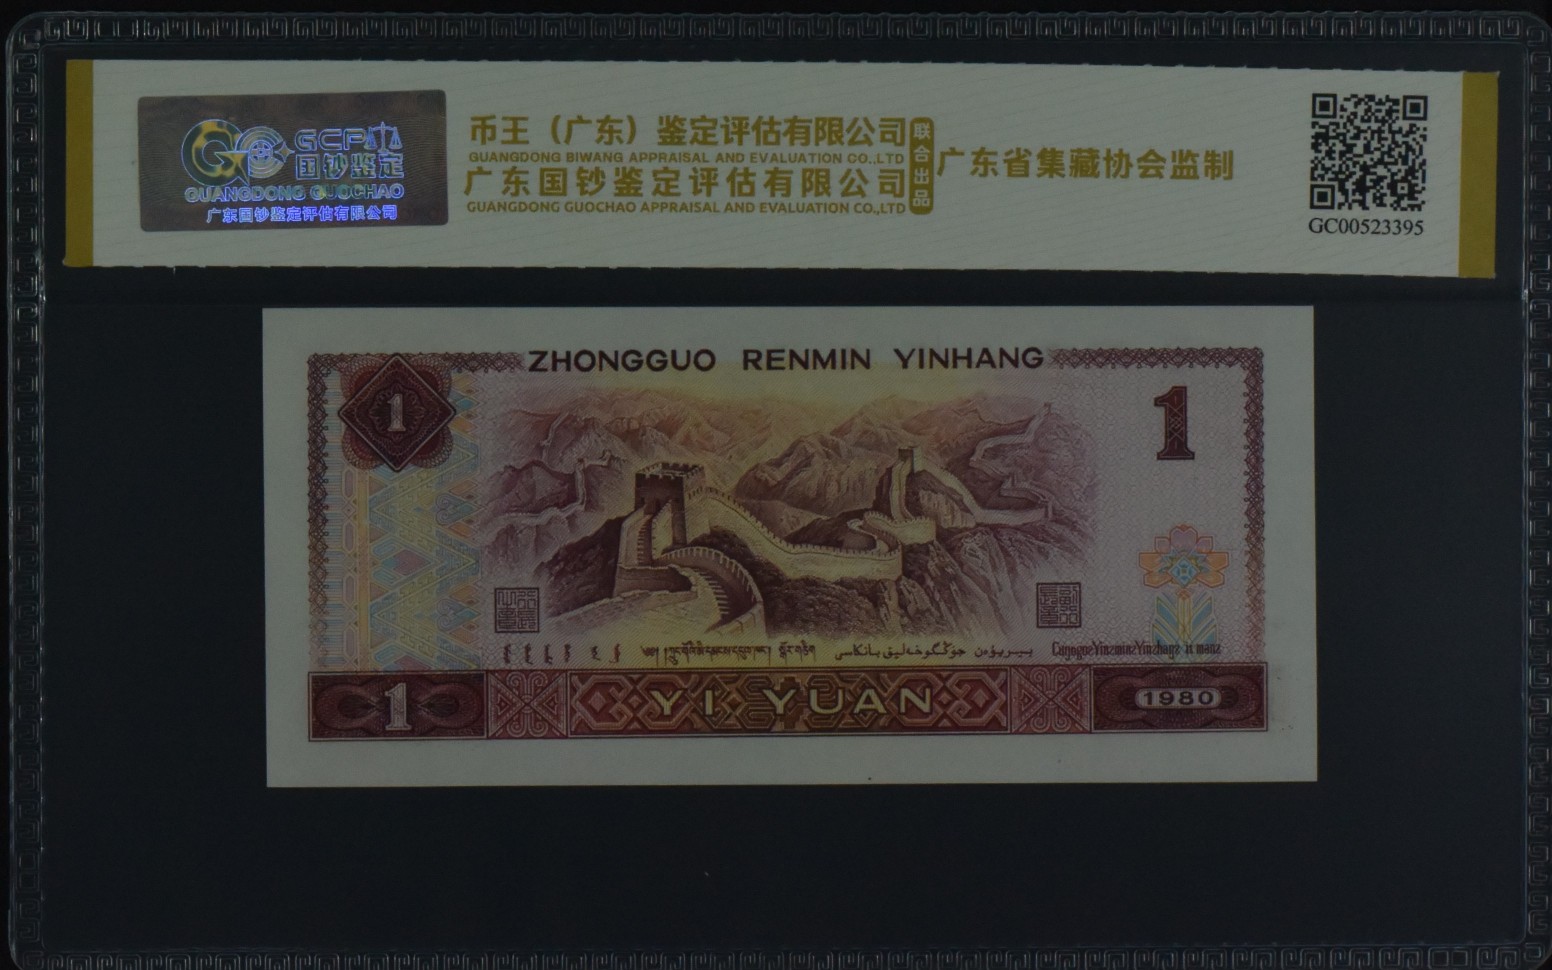 GCP
国钞鉴定
GUANGDONG GUOCHAO
广东国钞鉴定评估有限公司
币王（广东）鉴定评估有限公司
GUANGDONG BIWANG APPRAISAL AND EVALUATION CO.,LTD
广东国钞鉴定评估有限公司
GUANGDONG GUOCHAO APPRAISAL AND EVALUATION CO.,LTD
联合出品
广东省集藏协会监制
GC00523395
ZHONGGUO RENMIN YINHANG
1
1
1
YI YUAN
1980